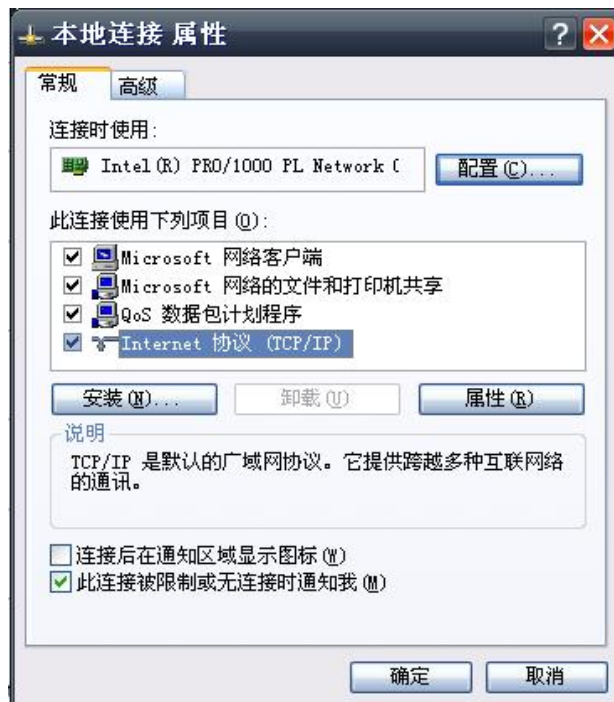 本地连接 属性
常规
高级
连接时使用:
Intel(R) PRO/1000 PL Network C
配置(C)...
此连接使用下列项目(O):
Microsoft 网络客户端
Microsoft 网络的文件和打印机共享
QoS 数据包计划程序
Internet 协议 (TCP/IP)
安装(N)...
卸载(U)
属性(R)
说明
TCP/IP 是默认的广域网协议。它提供跨越多种互联网络
的通讯。
连接后在通知区域显示图标(W)
此连接被限制或无连接时通知我(M)
确定
取消